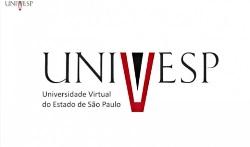 UNIVESP
UNIVESP
Universidade Virtual
do Estado de São Paulo